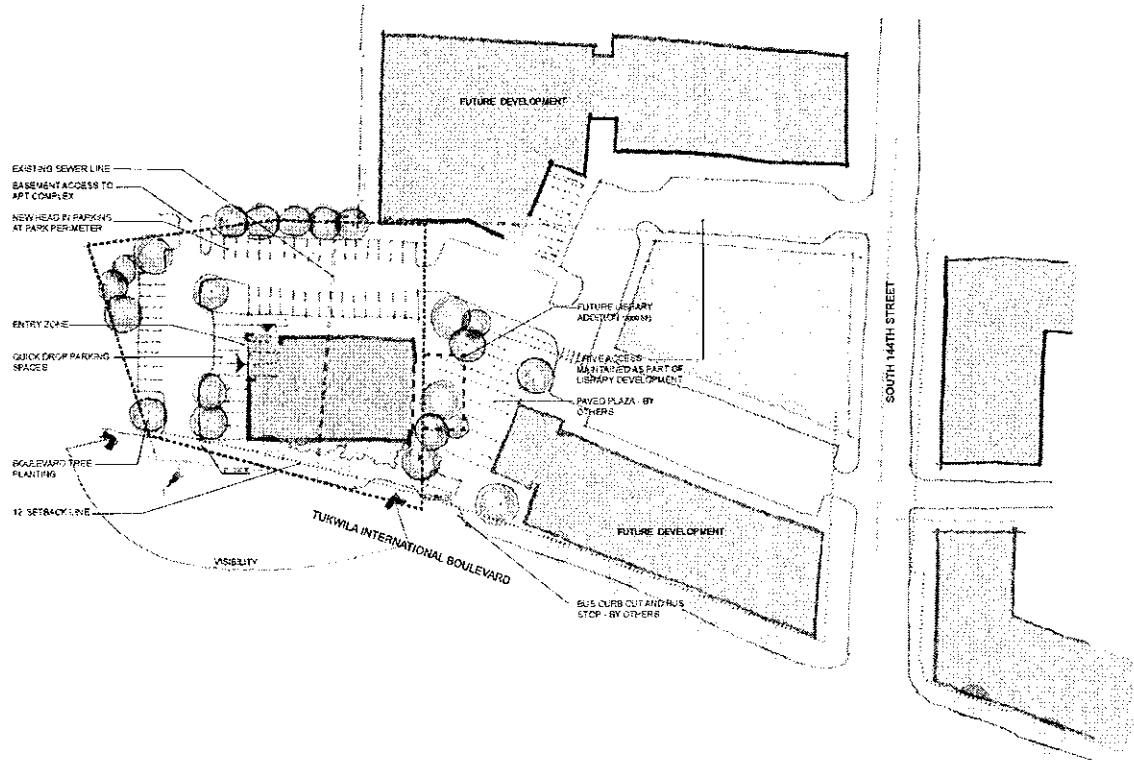 FUTURE DEVELOPMENT
EXISTING SEWER LINE
BASEMENT ACCESS TO
APT COMPLEX
NEW HEAD IN PARKING
AT PARK PERIMETER
ENTRY ZONE
QUICK DROP PARKING
SPACES
BOULEVARD TREE
PLANTING
12' SETBACK LINE
VISIBILITY
TUKWILA INTERNATIONAL BOULEVARD
FUTURE LIBRARY
ADDITION
DRIVE ACCESS
MAINTAINED AS PART OF
LIBRARY DEVELOPMENT
PAVED PLAZA - BY
OTHERS
FUTURE DEVELOPMENT
BUS CURB CUT AND BUS
STOP - BY OTHERS
SOUTH 144TH STREET